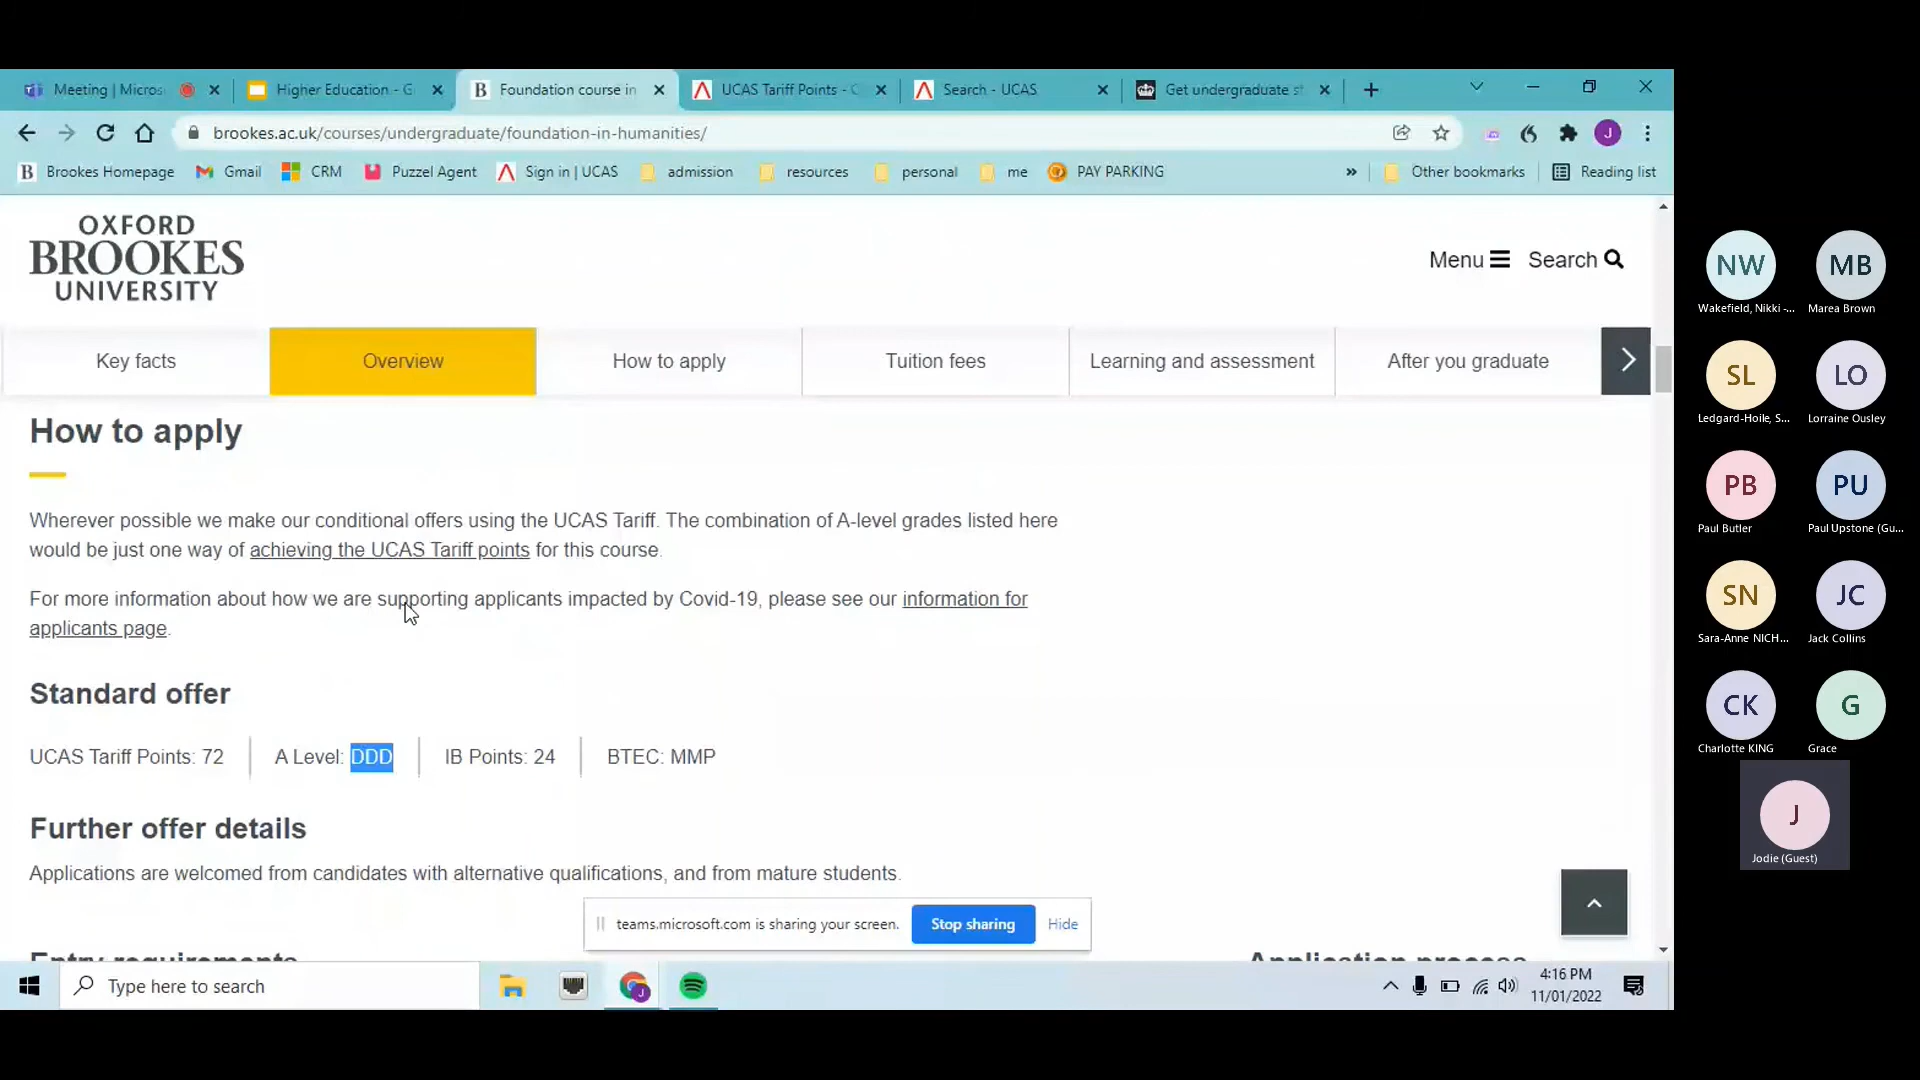 Meeting | Micros
Higher Education - G
Foundation course in
UCAS Tariff Points - C
Search - UCAS
Get undergraduate st
brookes.ac.uk/courses/undergraduate/foundation-in-humanities/
J
Brookes Homepage
Gmail
CRM
Puzzel Agent
Sign in | UCAS
admission
resources
personal
me
PAY PARKING
»
Other bookmarks
Reading list
OXFORD
BROOKES
UNIVERSITY
Menu
Search
Key facts
Overview
How to apply
Tuition fees
Learning and assessment
After you graduate
How to apply
Wherever possible we make our conditional offers using the UCAS Tariff. The combination of A-level grades listed here
would be just one way of achieving the UCAS Tariff points for this course.
For more information about how we are supporting applicants impacted by Covid-19, please see our information for
applicants page.
Standard offer
UCAS Tariff Points: 72
A Level: DDD
IB Points: 24
BTEC: MMP
Further offer details
Applications are welcomed from candidates with alternative qualifications, and from mature students.
teams.microsoft.com is sharing your screen.
Stop sharing
Hide
Entry requirements
Application process
Type here to search
4:16 PM
11/01/2022
NW
Wakefield, Nikki -...
MB
Marea Brown
SL
Ledgard-Hoile, S...
LO
Lorraine Ousley
PB
Paul Butler
PU
Paul Upstone (Gu...
SN
Sara-Anne NICH...
JC
Jack Collins
CK
Charlotte KING
G
Grace
J
Jodie (Guest)